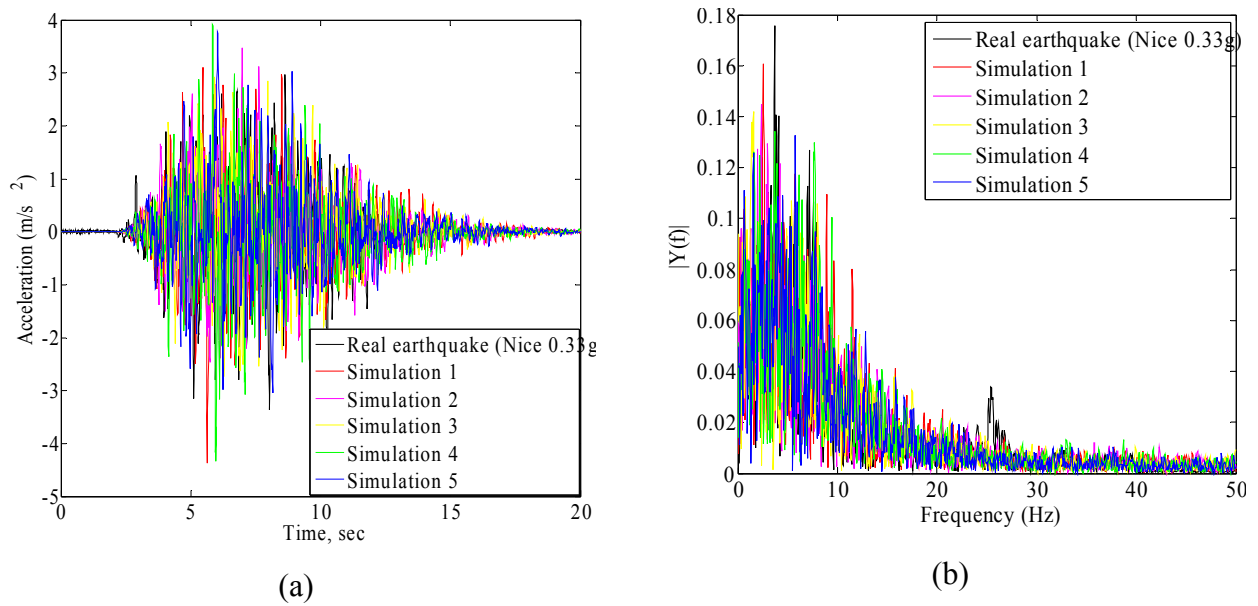 4
3
2
1
0
-1
-2
-3
-4
-5
0
5
10
15
20
Acceleration (m/s 2)
Time, sec
Real earthquake (Nice 0.33g
Simulation 1
Simulation 2
Simulation 3
Simulation 4
Simulation 5
(a)
0.18
0.16
0.14
0.12
0.1
0.08
0.06
0.04
0.02
0
0
10
20
30
40
50
|Y(f)|
Frequency (Hz)
Real earthquake (Nice 0.33g)
Simulation 1
Simulation 2
Simulation 3
Simulation 4
Simulation 5
(b)